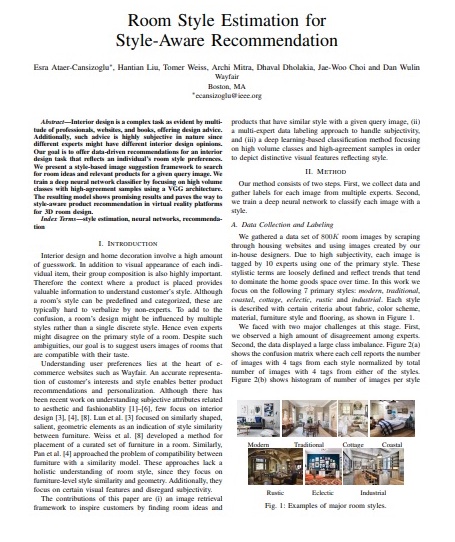 Room Style Estimation for
Style-Aware Recommendation
Esra Ataer-Cansizoglu*, Hantian Liu, Tomer Weiss, Archi Mitra, Dhaval Dholakia, Jae-Woo Choi and Dan Wulin
Wayfair
Boston, MA
*ecansizoglu@ieee.org
Abstract—Interior design is a complex task as evident by multi-
tude of professionals, websites, and books, offering design advice.
Additionally, such advice is highly subjective in nature since
different experts might have different interior design opinions.
Our goal is to offer data-driven recommendations for an interior
design task that reflects an individual's room style preferences.
We present a style-based image suggestion framework to search
for room ideas and relevant products for a given query image. We
train a deep neural network classifier by focusing on high volume
classes with high-agreement samples using a VGG architecture.
The resulting model shows promising results and paves the way to
style-aware product recommendation in virtual reality platforms
for 3D room design.
Index Terms—style estimation, neural networks, recommenda-
tion
I. INTRODUCTION
Interior design and home decoration involve a high amount
of guesswork. In addition to visual appearance of each indi-
vidual item, their group composition is also highly important.
Therefore the context where a product is placed provides
valuable information to understand customer's style. Although
a room's style can be predefined and categorized, these are
typically hard to verbalize by non-experts. To add to the
confusion, a room's design might be influenced by multiple
styles rather than a single discrete style. Hence even experts
might disagree on the primary style of a room. Despite such
ambiguities, our goal is to suggest users images of rooms that
are compatible with their taste.
Understanding user preferences lies at the heart of e-
commerce websites such as Wayfair. An accurate representa-
tion of customer's interests and style enables better product
recommendations and personalization. Although there has
been recent work on understanding subjective attributes related
to aesthetic and fashionablity [1]–[6], few focus on interior
design [3], [4], [8]. Lun et al. [3] focused on similarly shaped,
salient, geometric elements as an indication of style similarity
between furniture. Weiss et al. [8] developed a method for
placement of a curated set of furniture in a room. Similarly,
Pan et al. [4] approached the problem of compatibility between
furniture with a similarity model. These approaches lack a
holistic understanding of room style, since they focus on
furniture-level style similarity and geometry. Additionally, they
focus on certain visual features and disregard subjectivity.
The contributions of this paper are (i) an image retrieval
framework to inspire customers by finding room ideas and
products that have similar style with a given query image, (ii)
a multi-expert data labeling approach to handle subjectivity,
and (iii) a deep learning-based classification method focusing
on high volume classes and high-agreement samples in order
to depict distinctive visual features reflecting style.
II. METHOD
Our method consists of two steps. First, we collect data and
gather labels for each image from multiple experts. Second,
we train a deep neural network to classify each image with a
style.
A. Data Collection and Labeling
We gathered a data set of 800K room images by scraping
through housing websites and using images created by our
in-house designers. Due to high subjectivity, each image is
tagged by 10 experts using one of the primary style. These
stylistic terms are loosely defined and reflect trends that tend
to dominate the home goods space over time. In this work we
focus on the following 7 primary styles: modern, traditional,
coastal, cottage, eclectic, rustic and industrial. Each style
is described with certain criteria about fabric, color scheme,
material, furniture style and flooring, as shown in Figure 1.
We faced with two major challenges at this stage. First,
we observed a high amount of disagreement among experts.
Second, the data displayed a large class imbalance. Figure 2(a)
shows the confusion matrix where each cell reports the number
of images with 4 tags from each style normalized by total
number of images with 4 tags from either of the styles.
Figure 2(b) shows histogram of number of images per style
Modern Traditional Cottage Coastal
Rustic Eclectic Industrial
Fig. 1: Examples of major room styles.